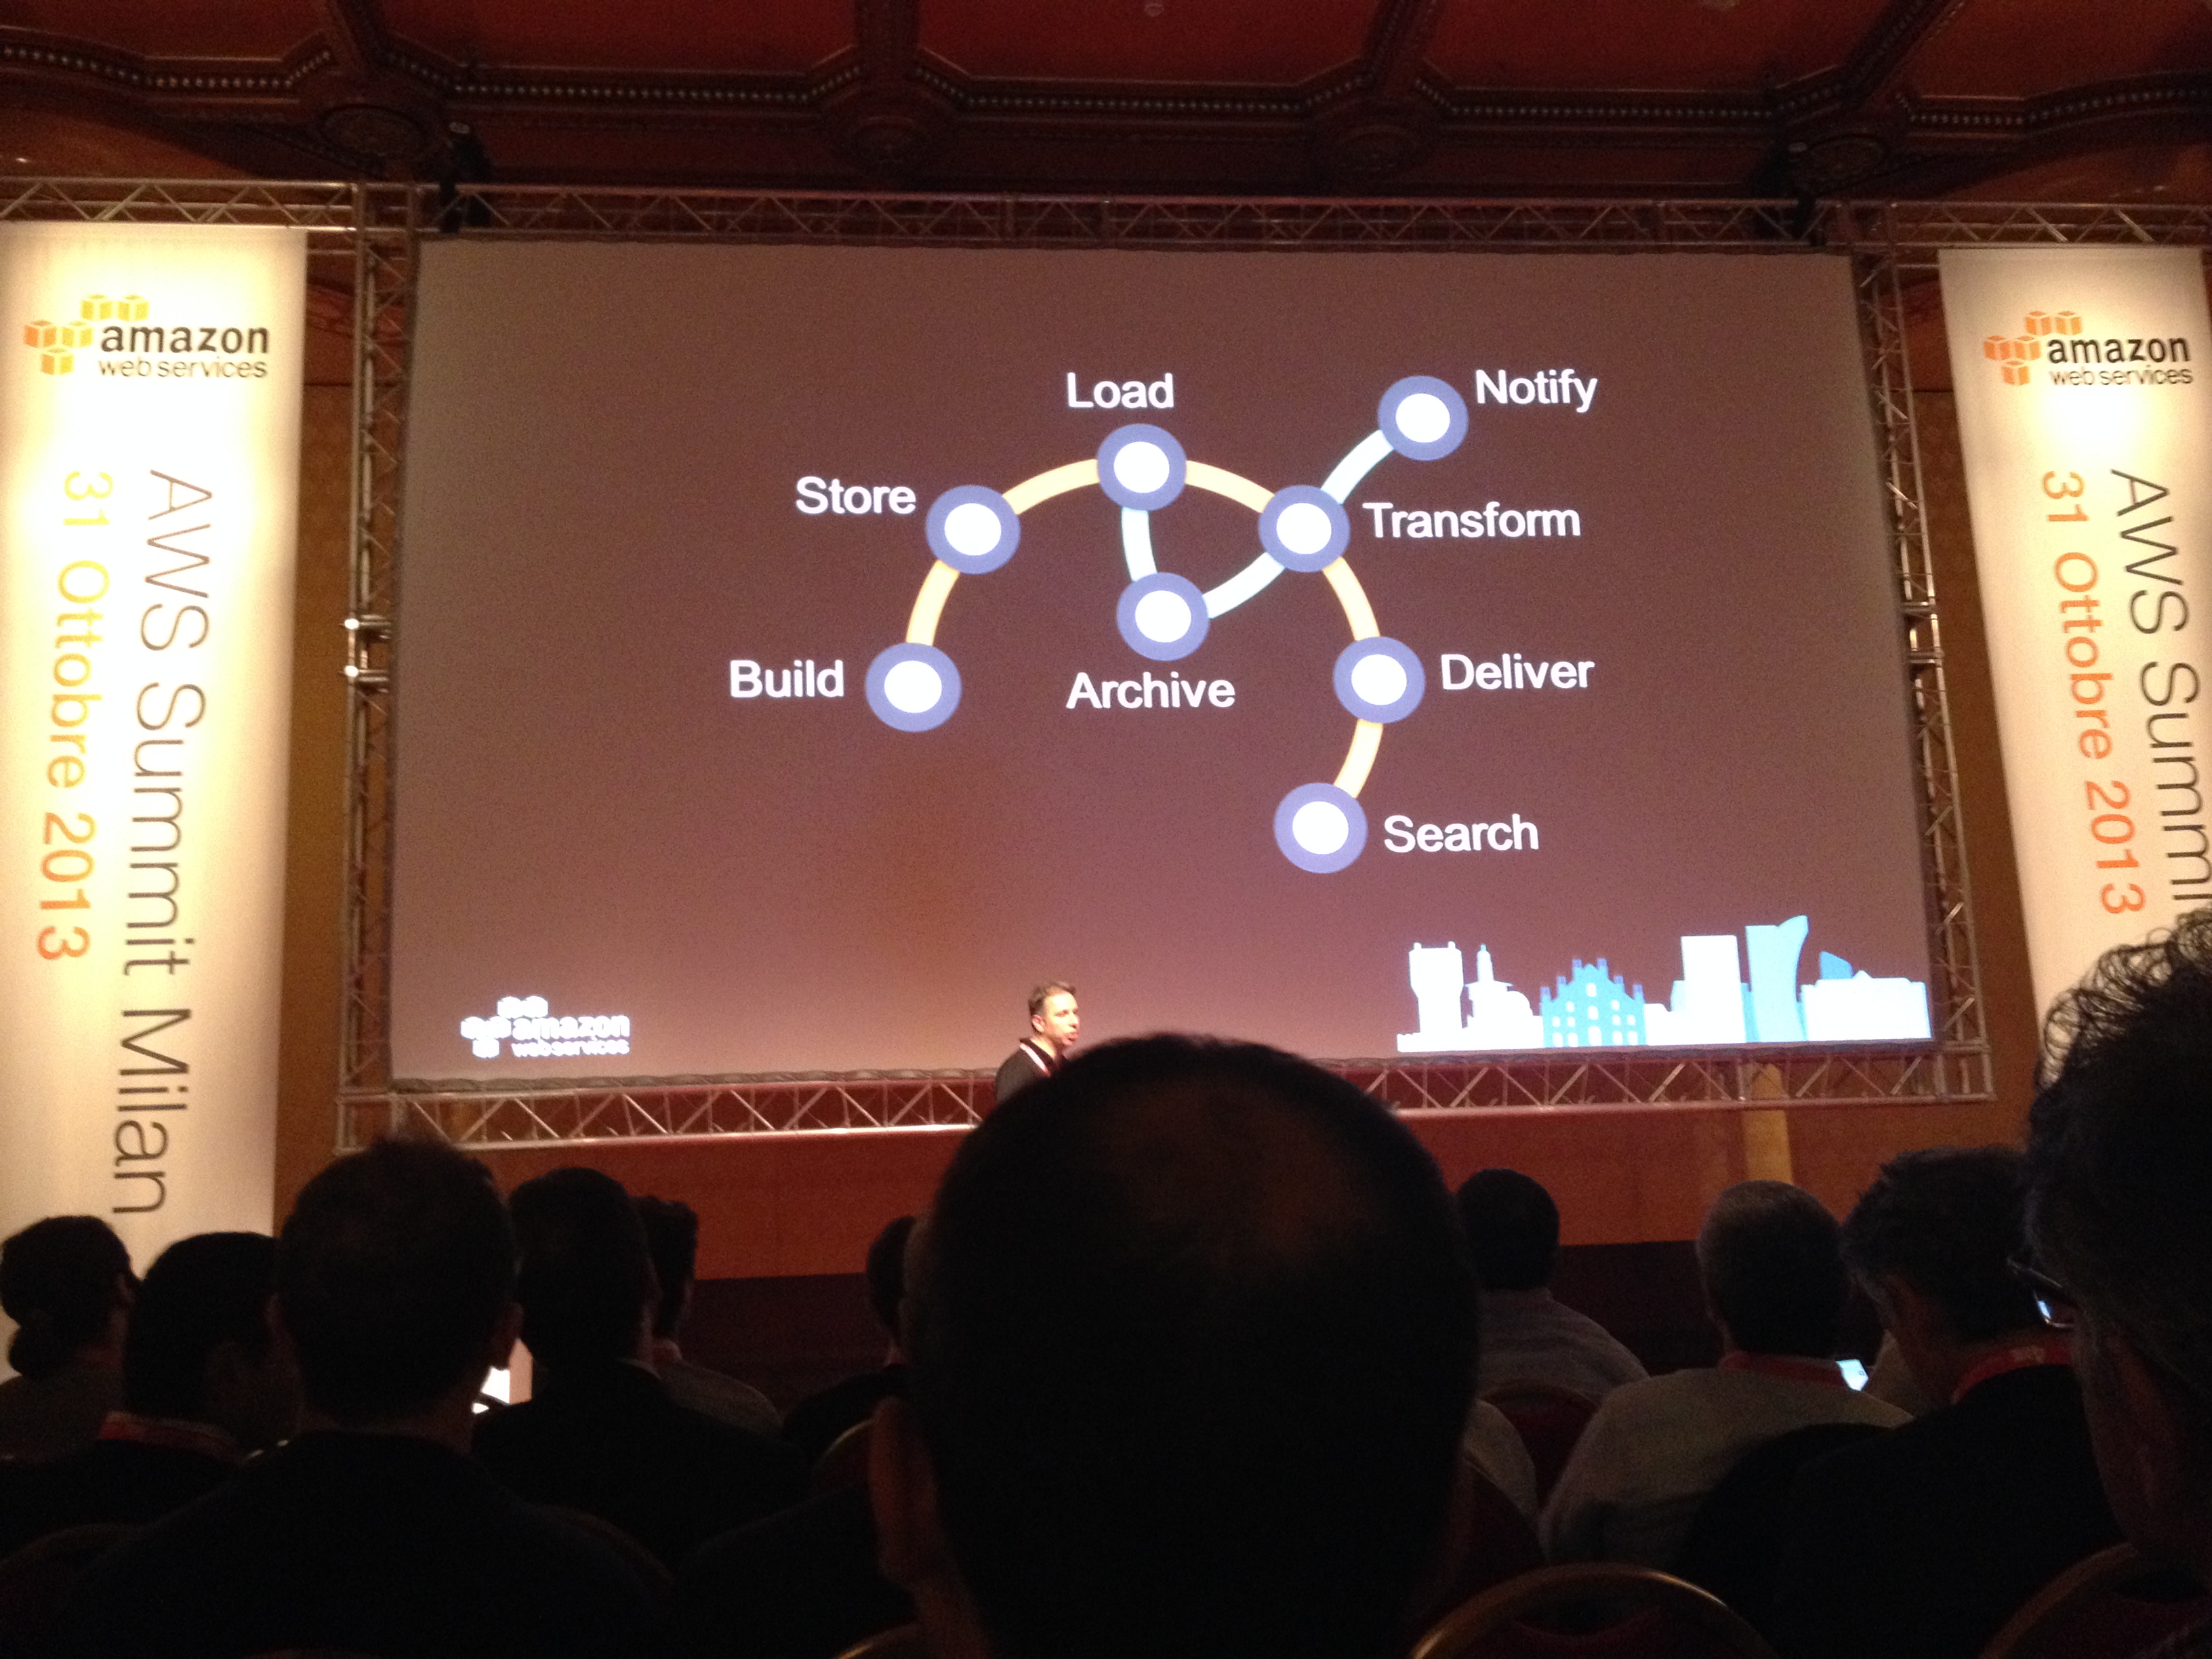 amazon
web services
AWS Summit Milan
31 Ottobre 2013
Load
Notify
Store
Transform
Build
Archive
Deliver
Search
amazon
web services
amazon
web services
AWS Summi
31 Ottobre 2013